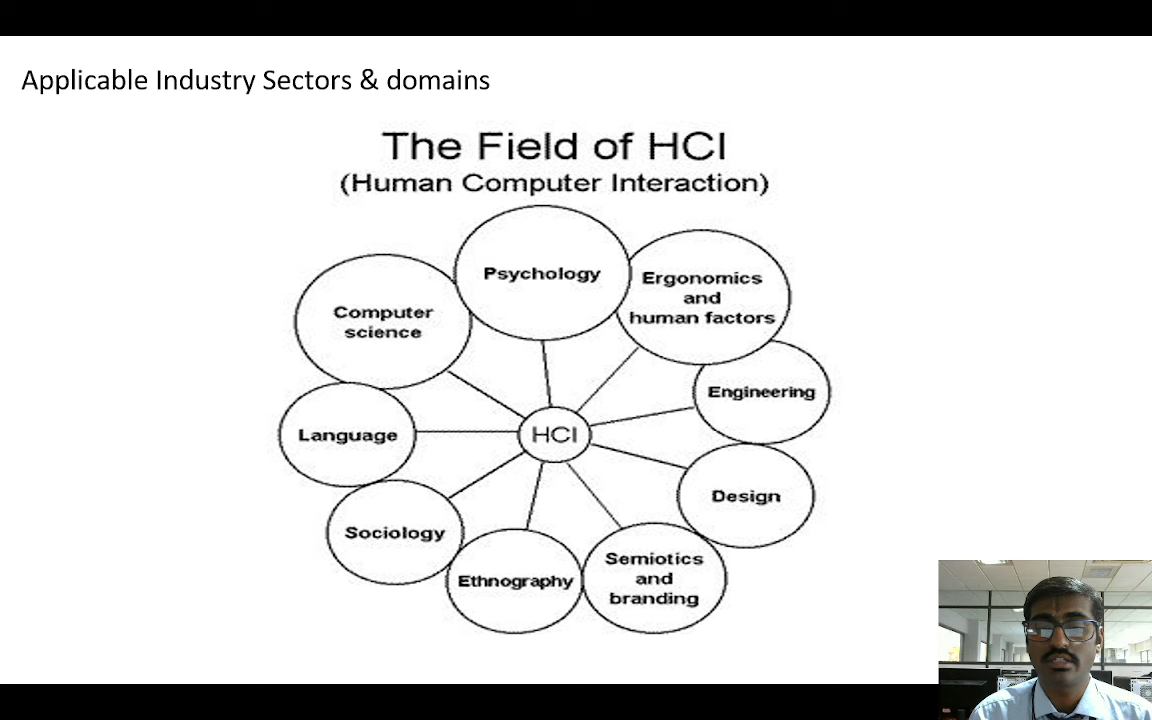 Applicable Industry Sectors & domains
The Field of HCI
(Human Computer Interaction)
Psychology
Ergonomics
and
human factors
Computer
science
Engineering
Language
HCI
Design
Sociology
Ethnography
Semiotics
and
branding